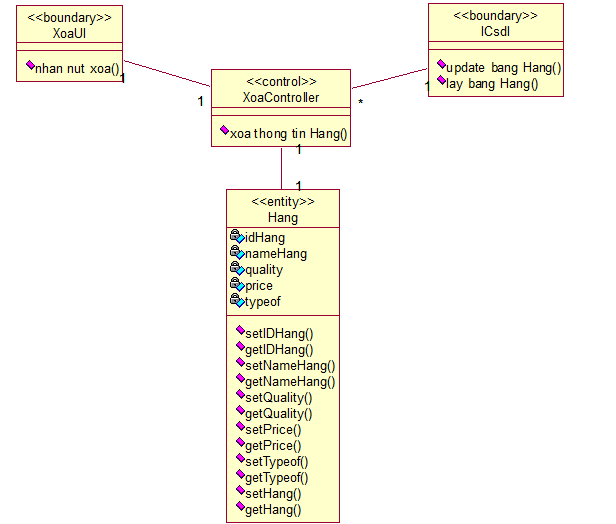 <<boundary>>
XoaUI
nhan nut xoa()
1
<<boundary>>
ICsdl
update bang Hang()
lay bang Hang()
1
<<control>>
XoaController
xoa thong tin Hang()
1
*
1
1
<<entity>>
Hang
idHang
nameHang
quality
price
typeof
setIDHang()
getIDHang()
setNameHang()
getNameHang()
setQuality()
getQuality()
setPrice()
getPrice()
setTypeof()
getTypeof()
setHang()
getHang()